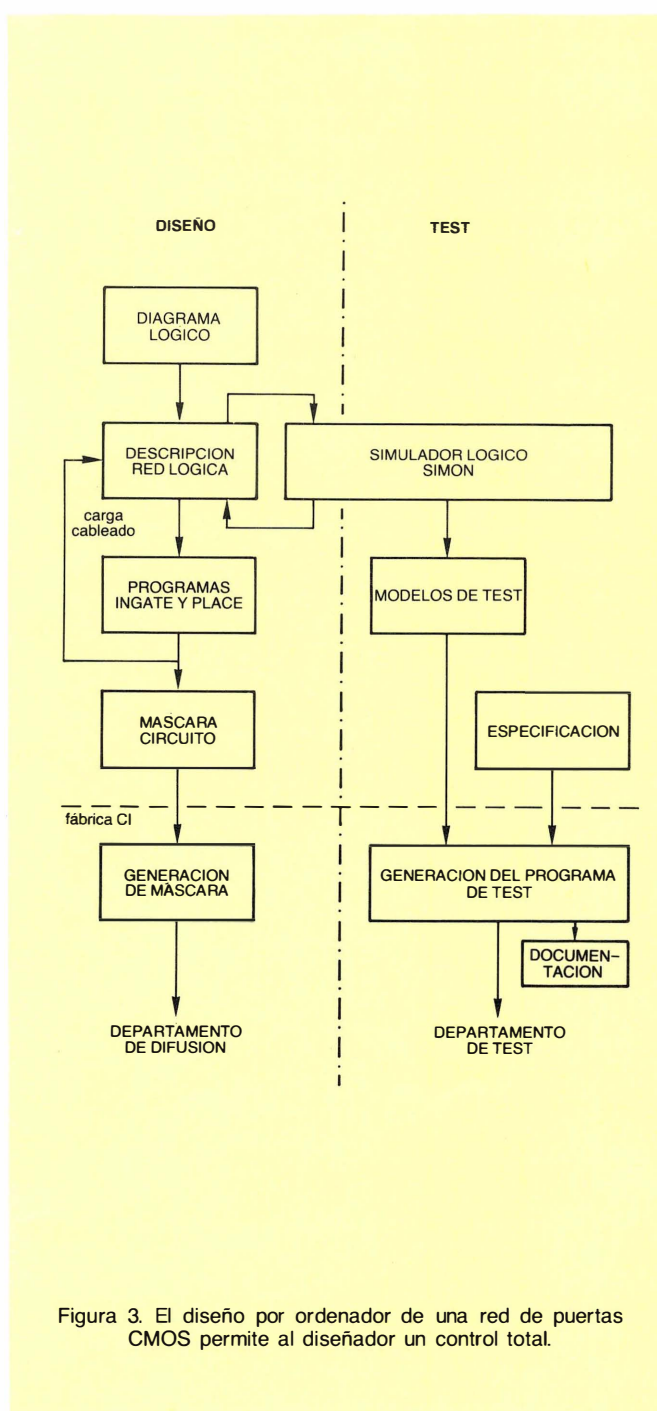 DISEÑO
TEST
DIAGRAMA
LOGICO
DESCRIPCION
RED LOGICA
SIMULADOR LOGICO
SIMON
carga
cableado
PROGRAMAS
INGATE Y PLACE
MODELOS DE TEST
MASCARA
CIRCUITO
ESPECIFICACION
fábrica CI
GENERACION
DE MASCARA
GENERACION DEL PROGRAMA
DE TEST
DOCUMEN-
TACION
DEPARTAMENTO
DE DIFUSION
DEPARTAMENTO
DE TEST
Figura 3. El diseño por ordenador de una red de puertas
CMOS permite al diseñador un control total.